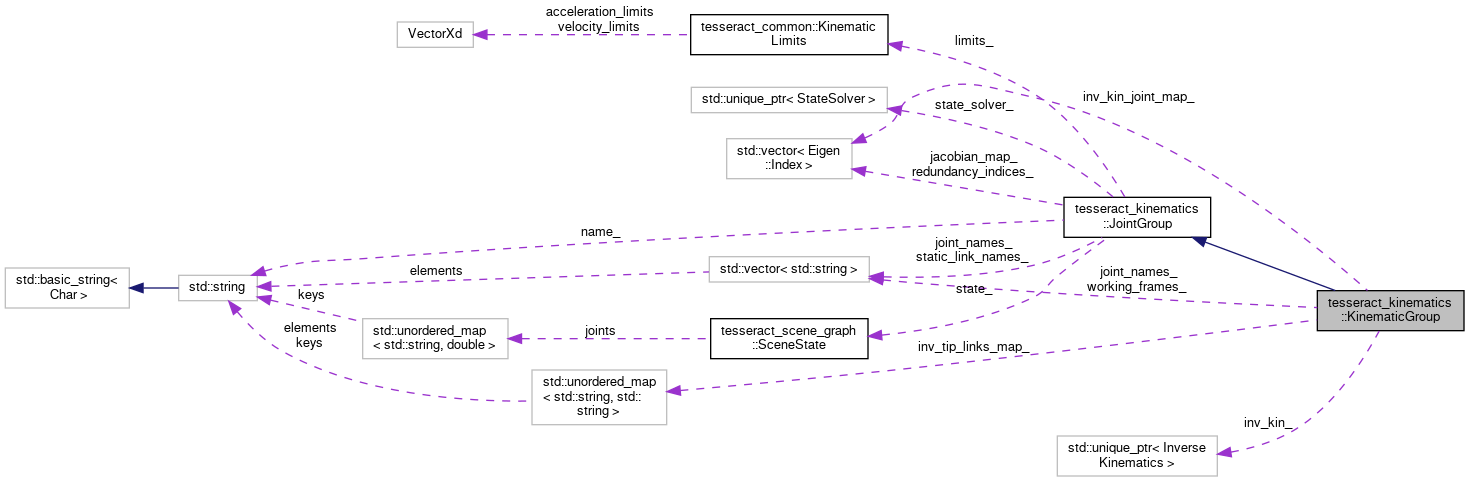 acceleration_limits
velocity_limits
VectorXd
tesseract_common::Kinematic
Limits
limits_
std::unique_ptr< StateSolver >
state_solver_
inv_kin_joint_map_
std::vector< Eigen
::Index >
jacobian_map_
redundancy_indices_
tesseract_kinematics
::JointGroup
name_
joint_names_
static_link_names_
std::basic_string<
Char >
std::string
elements
std::vector< std::string >
joint_names_
working_frames_
state_
keys
tesseract_kinematics
::KinematicGroup
elements
keys
std::unordered_map
< std::string, double >
joints
tesseract_scene_graph
::SceneState
inv_tip_links_map_
std::unordered_map
< std::string, std::
string >
inv_kin_
std::unique_ptr< Inverse
Kinematics >